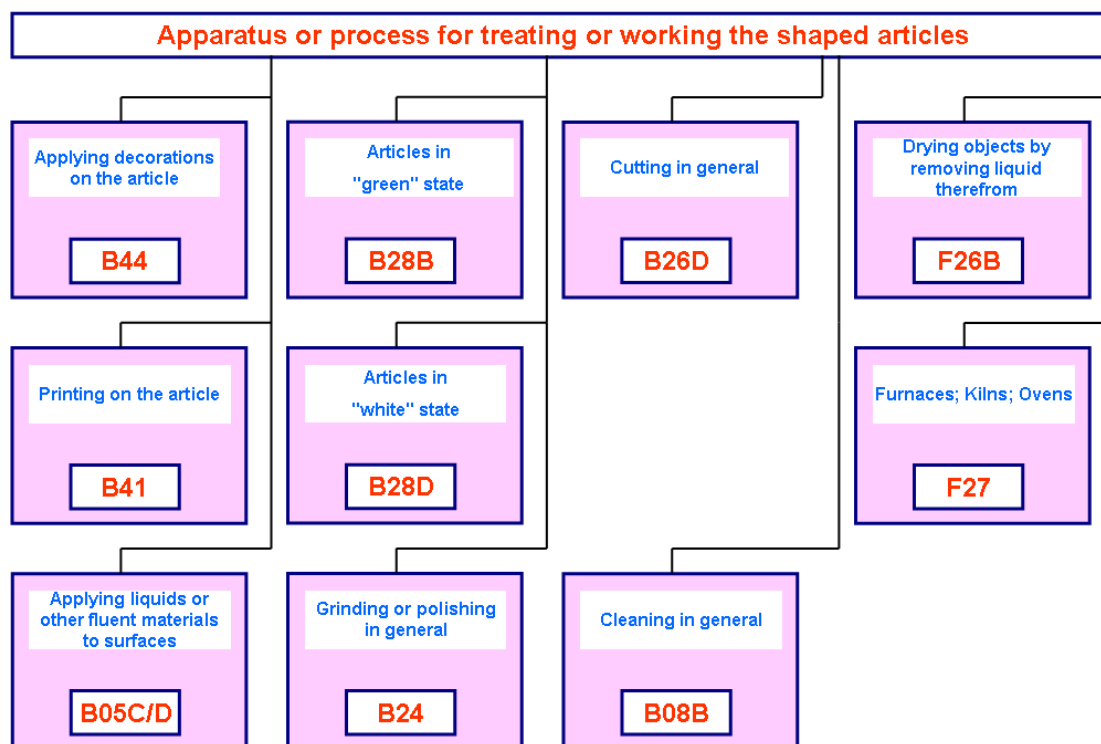 Apparatus or process for treating or working the shaped articles
Applying decorations
on the article
B44
Articles in
"green" state
B28B
Cutting in general
B26D
Drying objects by
removing liquid
therefrom
F26B
Printing on the article
B41
Articles in
"white" state
B28D
Furnaces; Kilns; Ovens
F27
Applying liquids or
other fluent materials
to surfaces
B05C/D
Grinding or polishing
in general
B24
Cleaning in general
B08B